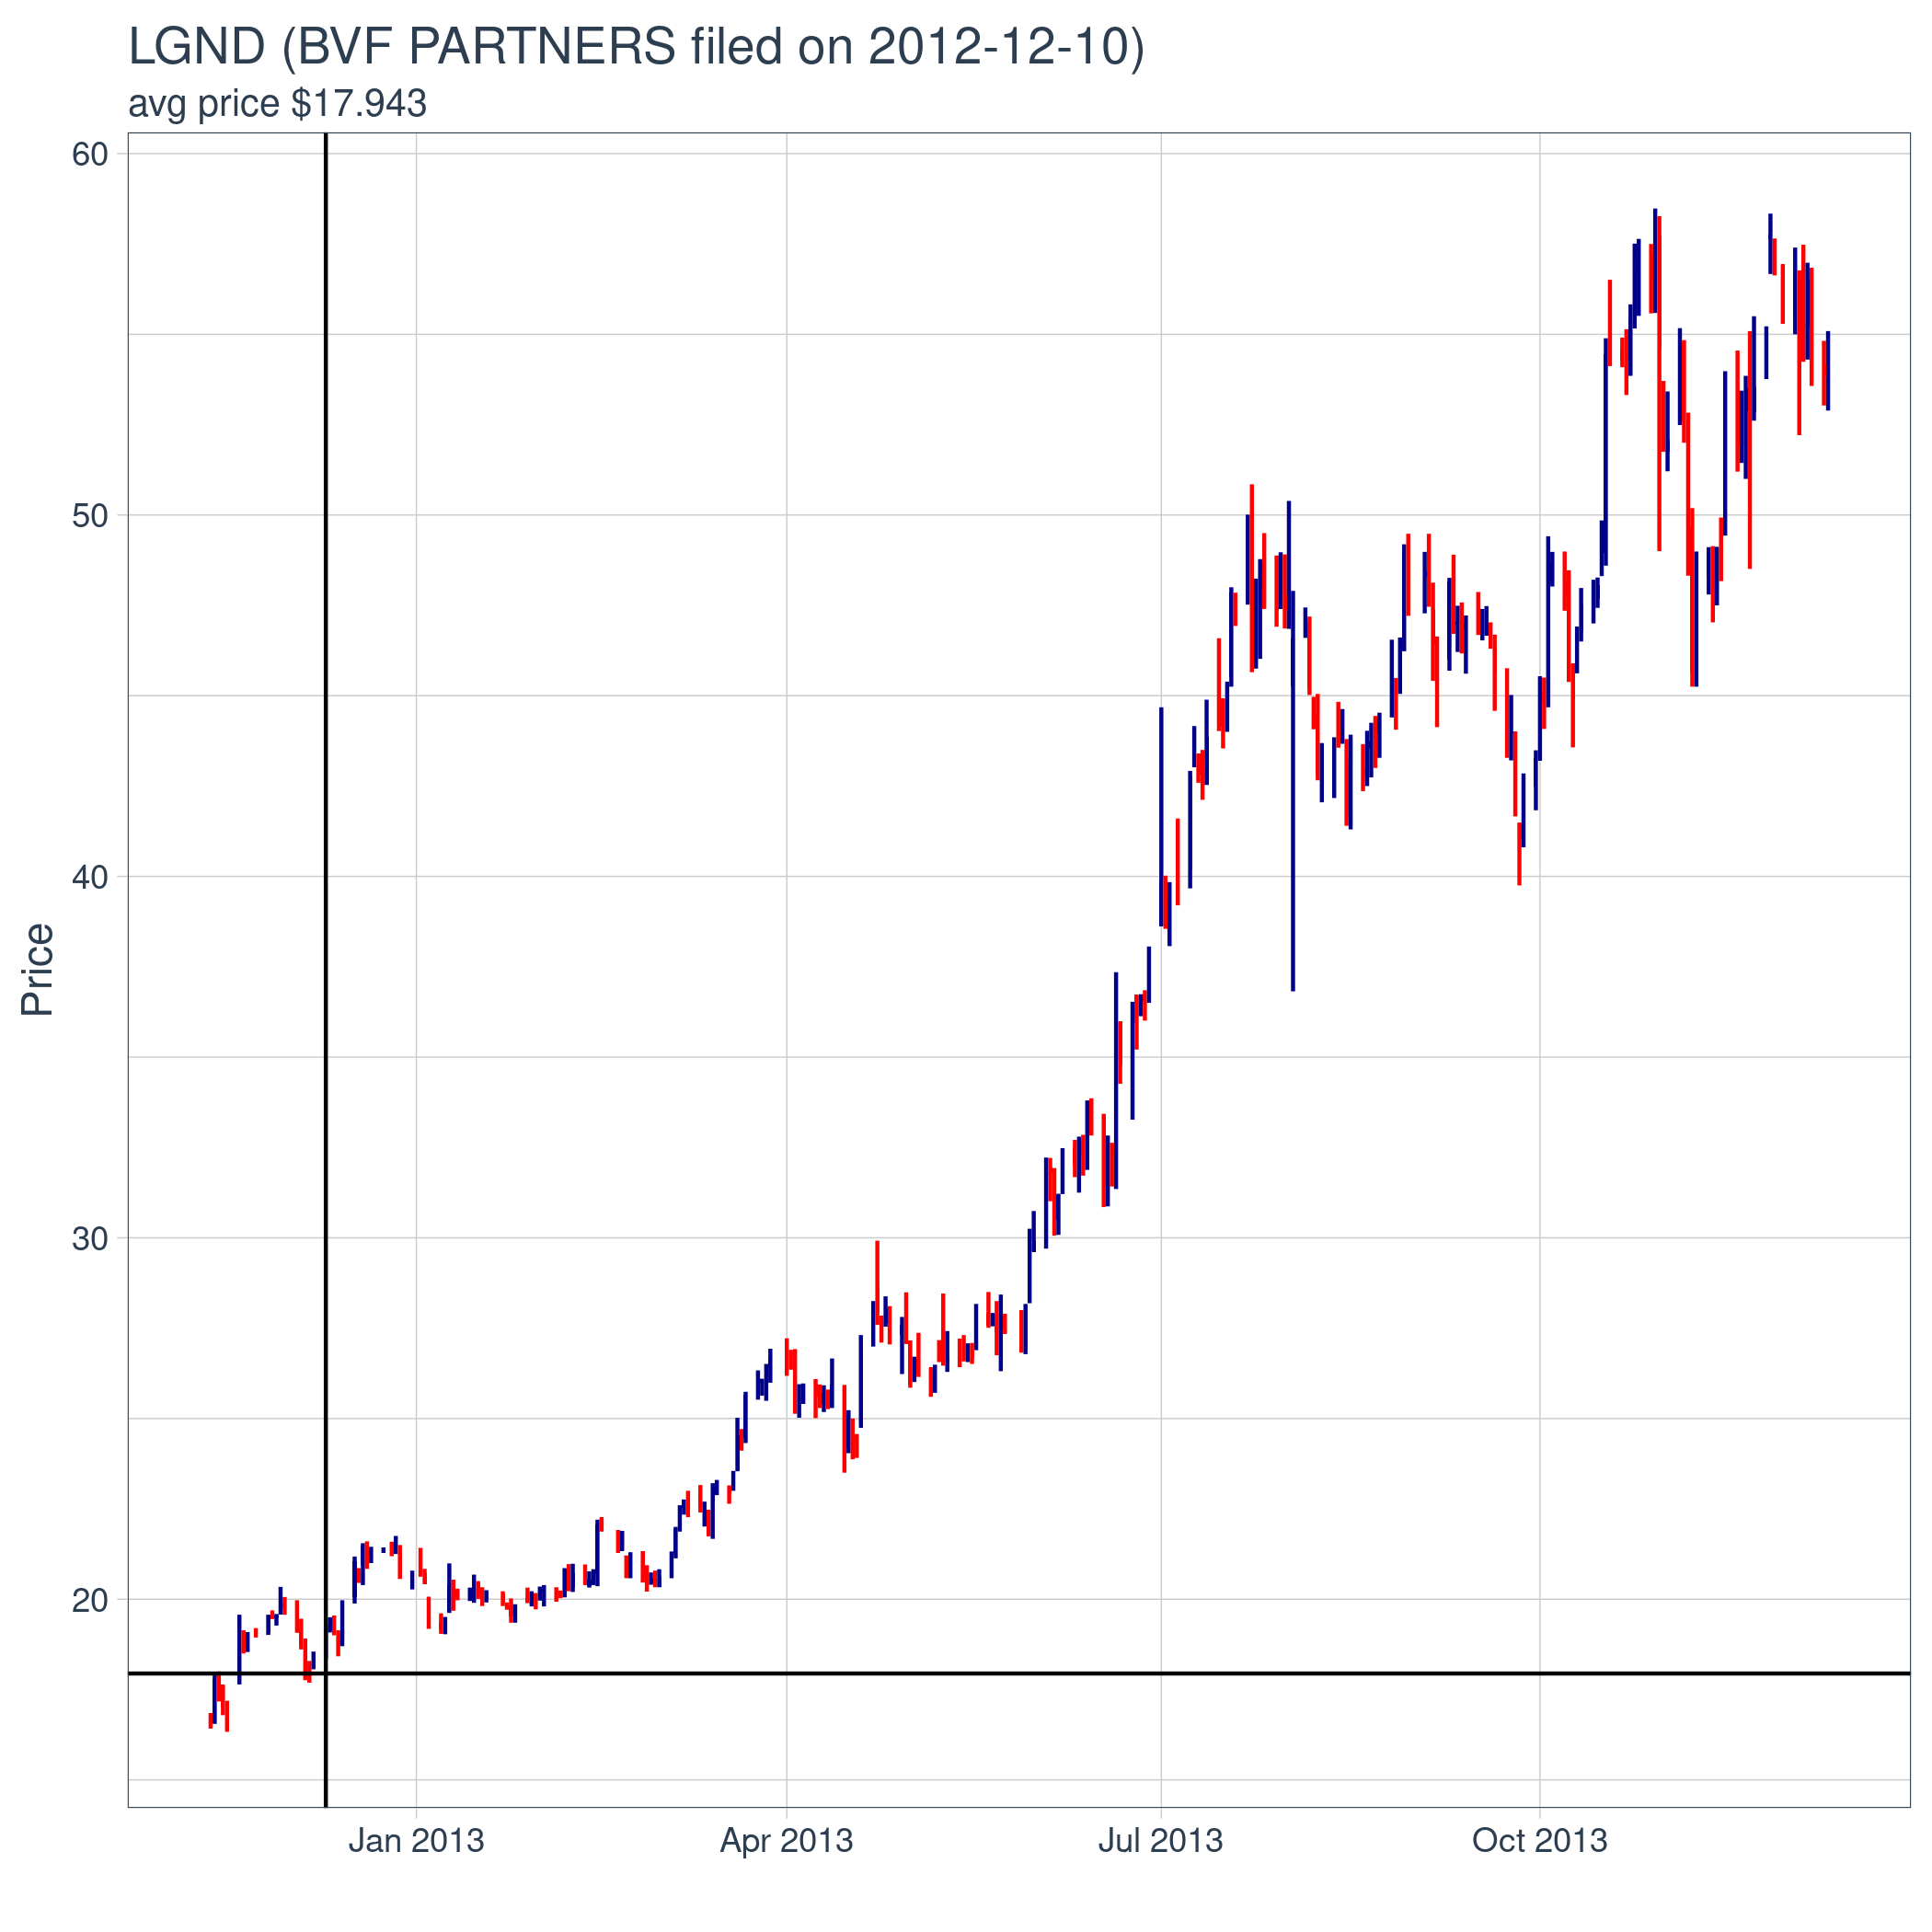 LGND (BVF PARTNERS filed on 2012-12-10)
avg price $17.943
60
50
40
30
20
Price
Jan 2013
Apr 2013
Jul 2013
Oct 2013